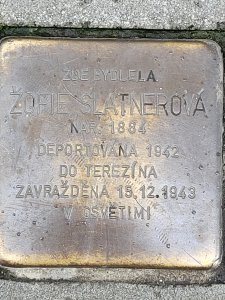 ZDE BYDLELA
ŽOFIE SLATNEROVÁ
NAR. 1884
DEPORTOVÁNA 1942
DO TEREZÍNA
ZAVRAŽDĚNA 15.12.1943
V OSVĚTIMI